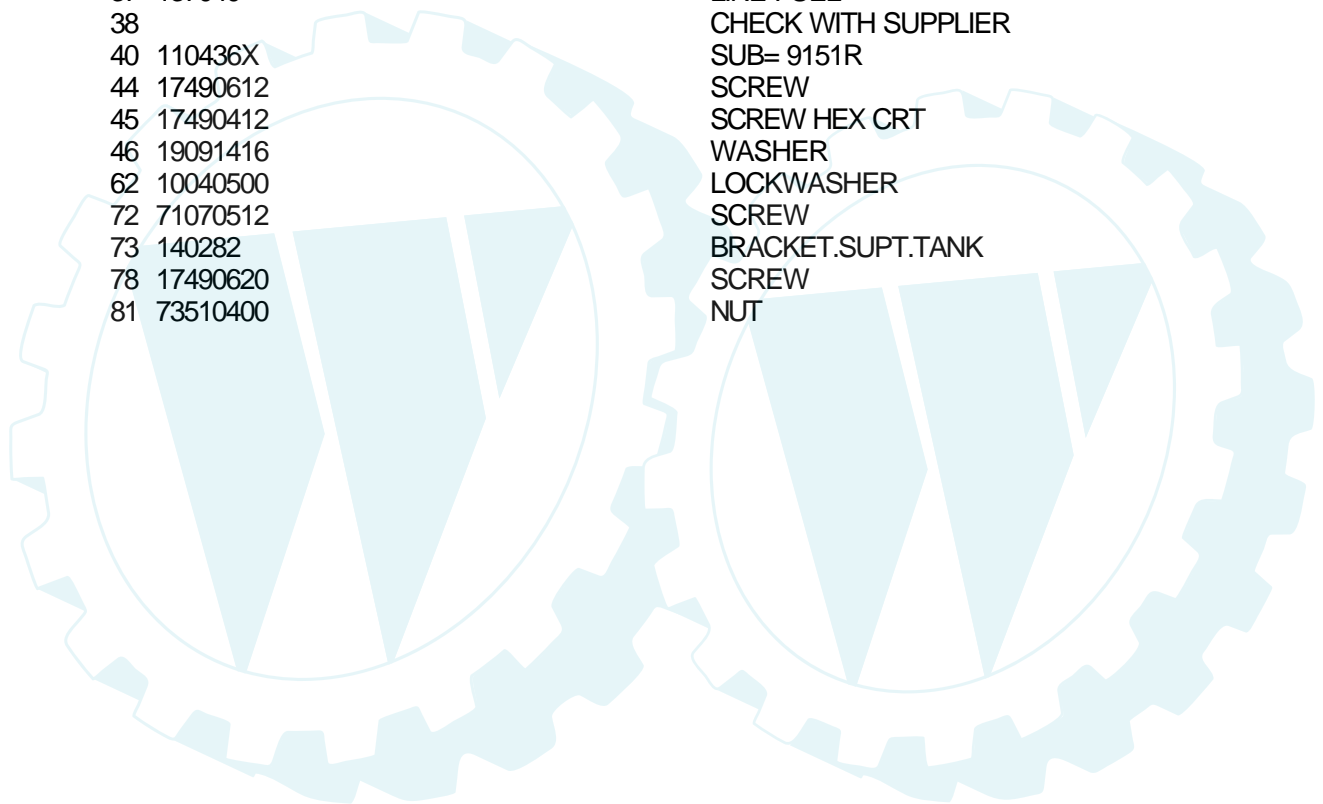 38 CHECK WITH SUPPLIER
40 110436X SUB= 9151R
44 17490612 SCREW
45 17490412 SCREW HEX CRT
46 19091416 WASHER
62 10040500 LOCKWASHER
72 71070512 SCREW
73 140282 BRACKET.SUPT.TANK
78 17490620 SCREW
81 73510400 NUT